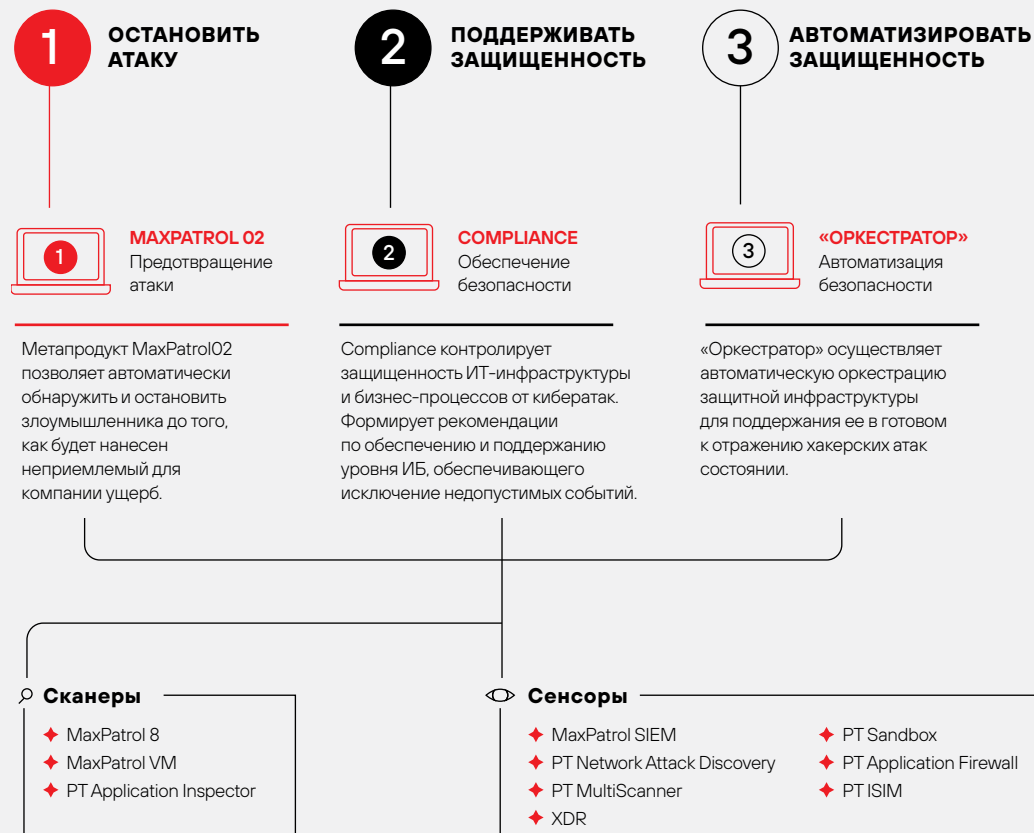 1
ОСТАНОВИТЬ
АТАКУ
2
ПОДДЕРЖИВАТЬ
ЗАЩИЩЕННОСТЬ
3
АВТОМАТИЗИРОВАТЬ
ЗАЩИЩЕННОСТЬ
1
MAXPATROL 02
Предотвращение
атаки
2
COMPLIANCE
Обеспечение
безопасности
3
«ОРКЕСТРАТОР»
Автоматизация
безопасности
Метапродукт MaxPatrol02
позволяет автоматически
обнаружить и остановить
злоумышленника до того,
как будет нанесен
неприемлемый для
компании ущерб.
Compliance контролирует
защищенность ИТ-инфраструктуры
и бизнес-процессов от кибератак.
Формирует рекомендации
по обеспечению и поддержанию
уровня ИБ, обеспечивающего
исключение недопустимых событий.
«Оркестратор» осуществляет
автоматическую оркестрацию
защитной инфраструктуры
для поддержания ее в готовом
к отражению хакерских атак
состоянии.
Сканеры
MaxPatrol 8
MaxPatrol VM
PT Application Inspector
Сенсоры
MaxPatrol SIEM
PT Network Attack Discovery
PT MultiScanner
XDR
PT Sandbox
PT Application Firewall
PT ISIM